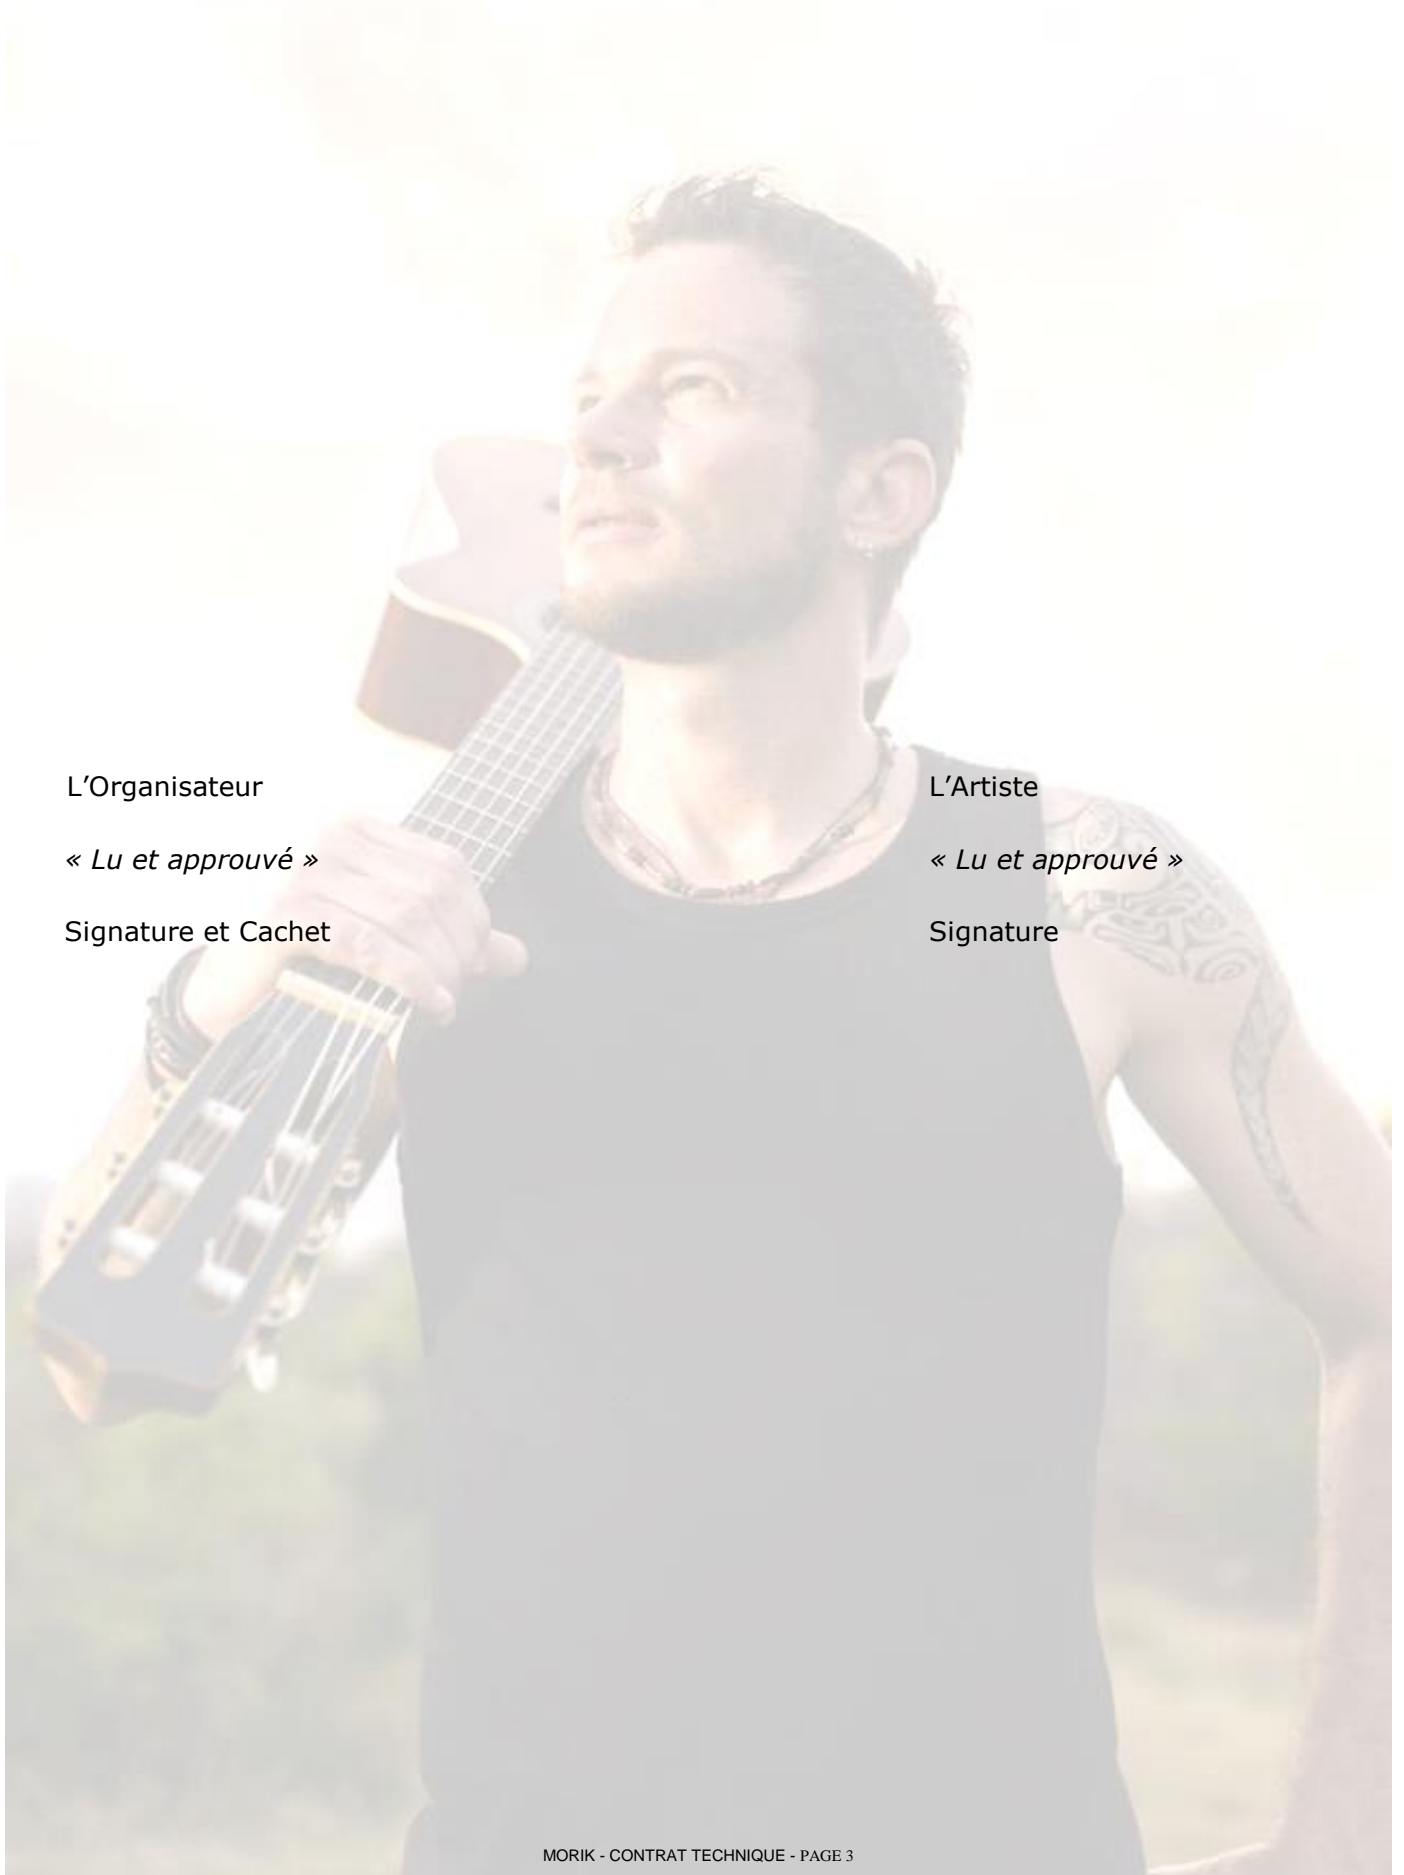 L’Organisateur L’Artiste
« Lu et approuvé » « Lu et approuvé »
Signature et Cachet Signature
MORIK - CONTRAT TECHNIQUE - PAGE 3